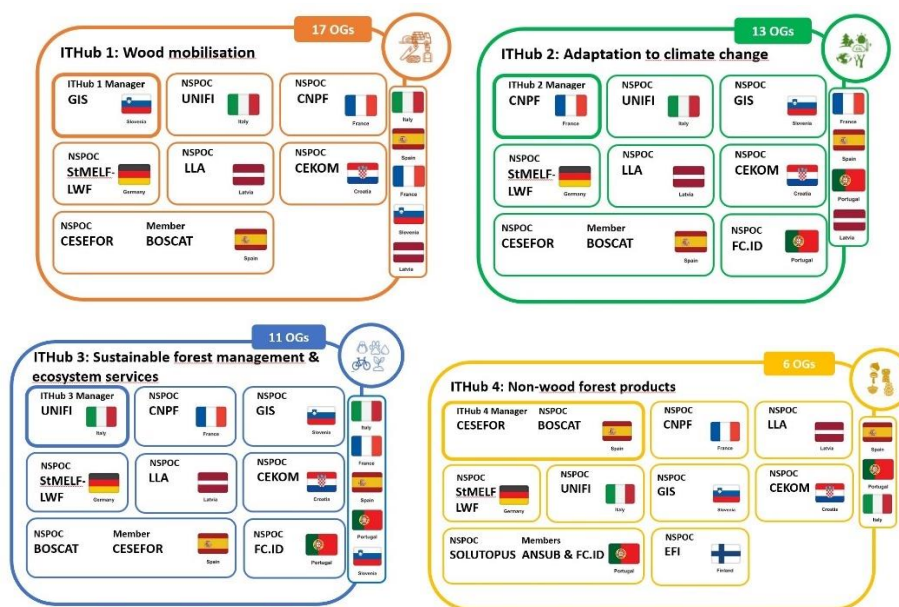 17 OGs
ITHub 1: Wood mobilisation
ITHub 1 Manager
GIS
Slovenia
NSPOC
UNIFI
Italy
NSPOC
CNPF
France
NSPOC
StMELF-
LWF
Germany
NSPOC
LLA
Latvia
NSPOC
CEKOM
Croatia
NSPOC
CESEFOR
Member
BOSCAT
Spain
Italy
Spain
France
Slovenia
Latvia
13 OGs
ITHub 2: Adaptation to climate change
ITHub 2 Manager
CNPF
France
NSPOC
UNIFI
Italy
NSPOC
GIS
Slovenia
NSPOC
StMELF-
LWF
Germany
NSPOC
LLA
Latvia
NSPOC
CEKOM
Croatia
NSPOC
CESEFOR
Member
BOSCAT
Spain
NSPOC
FC.ID
Portugal
France
Spain
Portugal
Latvia
11 OGs
ITHub 3: Sustainable forest management &
ecosystem services
ITHub 3 Manager
UNIFI
Italy
NSPOC
CNPF
France
NSPOC
GIS
Slovenia
NSPOC
StMELF-
LWF
Germany
NSPOC
LLA
Latvia
NSPOC
CEKOM
Croatia
NSPOC
BOSCAT
Member
CESEFOR
Spain
NSPOC
FC.ID
Portugal
Italy
France
Spain
Portugal
Slovenia
6 OGs
ITHub 4: Non-wood forest products
ITHub 4 Manager
CESEFOR
NSPOC
BOSCAT
Spain
NSPOC
CNPF
France
NSPOC
LLA
Latvia
NSPOC
StMELF-
LWF
Germany
NSPOC
UNIFI
Italy
NSPOC
GIS
Slovenia
NSPOC
CEKOM
Croatia
NSPOC
SOLUTOPUS
Members
ANSUB & FC.ID
Portugal
NSPOC
EFI
Finland
Spain
Portugal
Italy